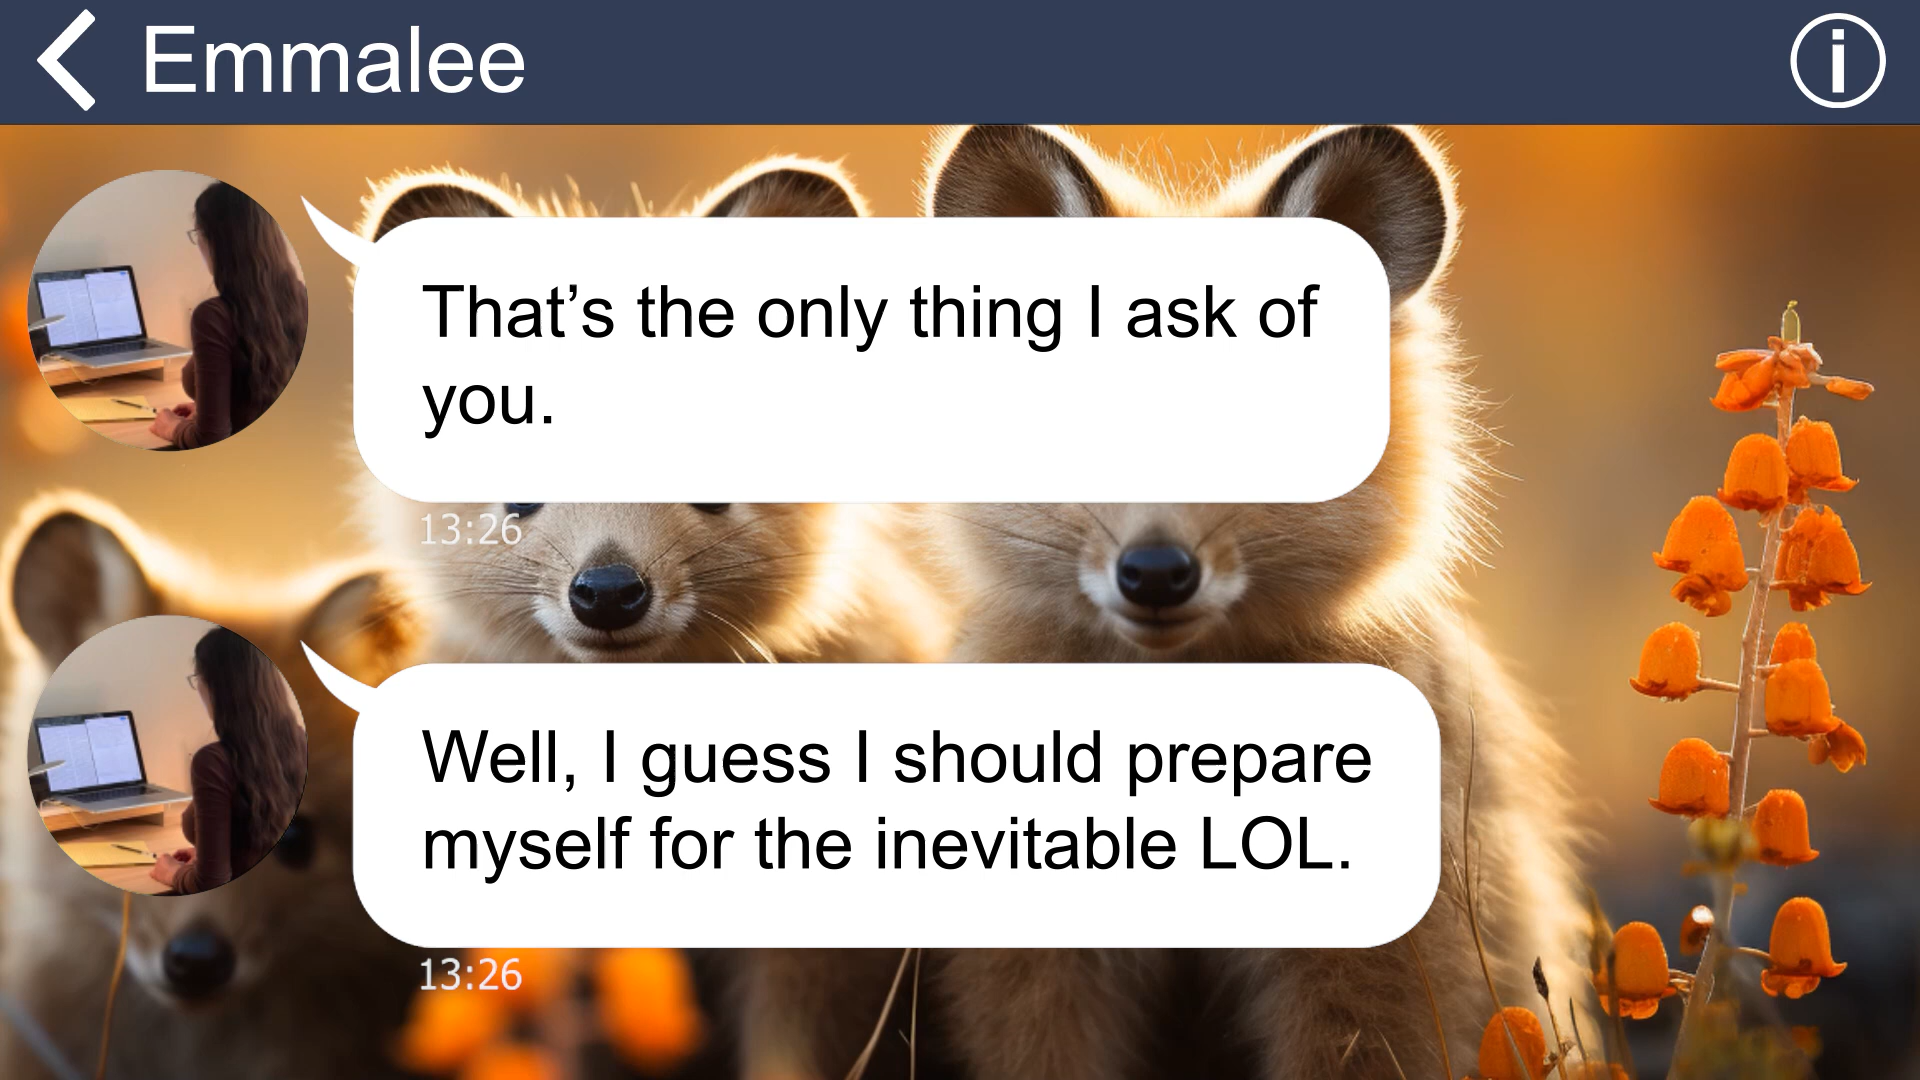 Emmalee
That’s the only thing I ask of
you.
13:26
Well, I guess I should prepare
myself for the inevitable LOL.
13:26